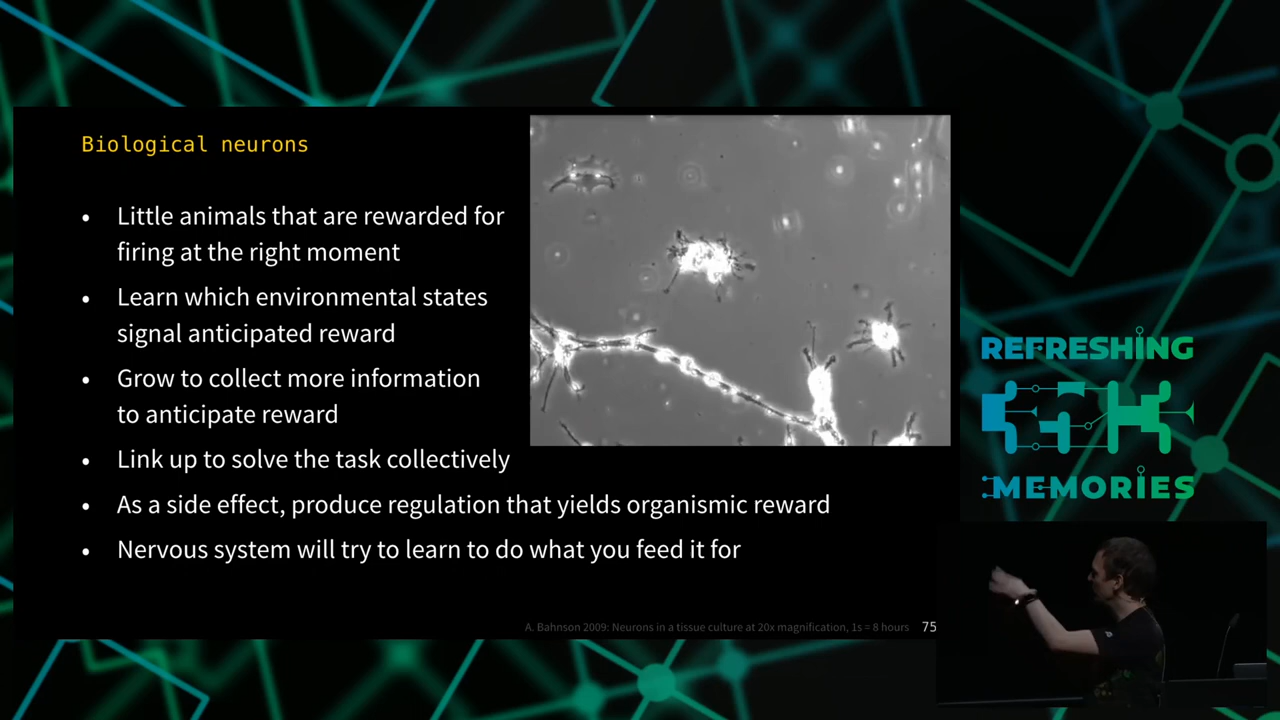 Biological neurons
• Little animals that are rewarded for
firing at the right moment
• Learn which environmental states
signal anticipated reward
• Grow to collect more information
to anticipate reward
• Link up to solve the task collectively
• As a side effect, produce regulation that yields organismic reward
• Nervous system will try to learn to do what you feed it for
A. Bahnson 2009: Neurons in a tissue culture at 20x magnification, 1s = 8 hours
75
REFRESHING
MEMORIES